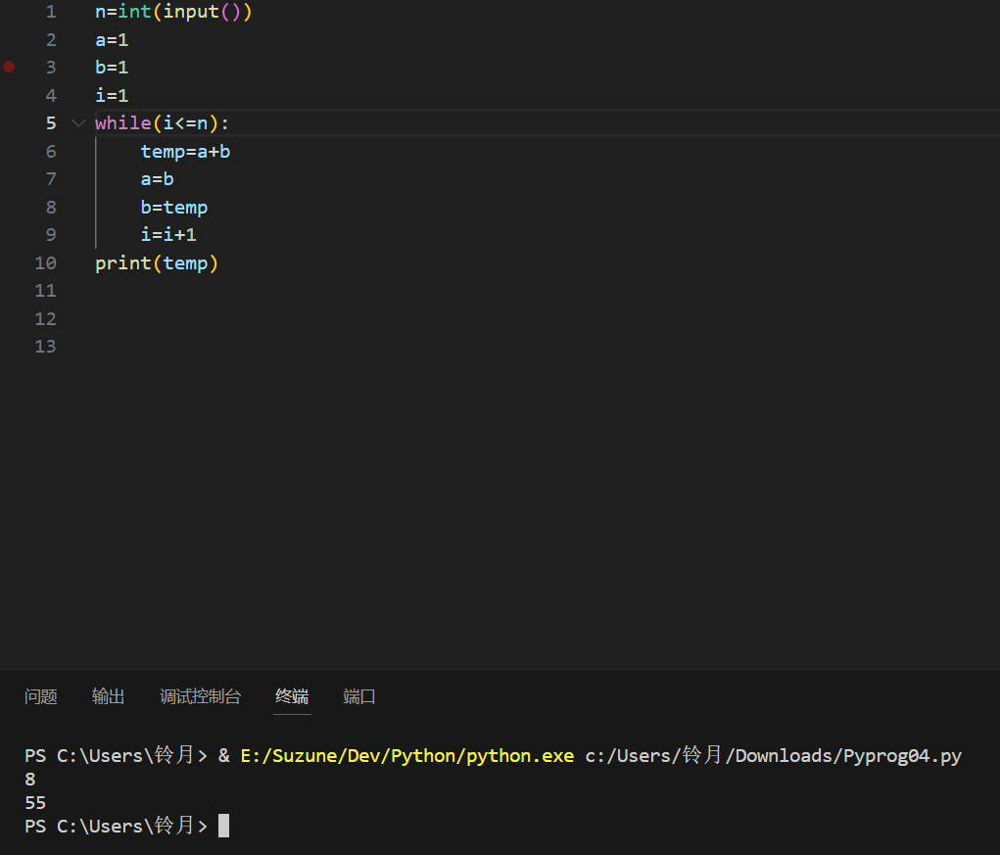 1 n=int(input())
2 a=1
3 b=1
4 i=1
5 while(i<=n):
6     temp=a+b
7     a=b
8     b=temp
9     i=i+1
10 print(temp)
11
12
13
问题 输出 调试控制台 终端 端口
PS C:\Users\铃月> & E:/Suzune/Dev/Python/python.exe c:/Users/铃月/Downloads/Pyprog04.py
8
55
PS C:\Users\铃月>